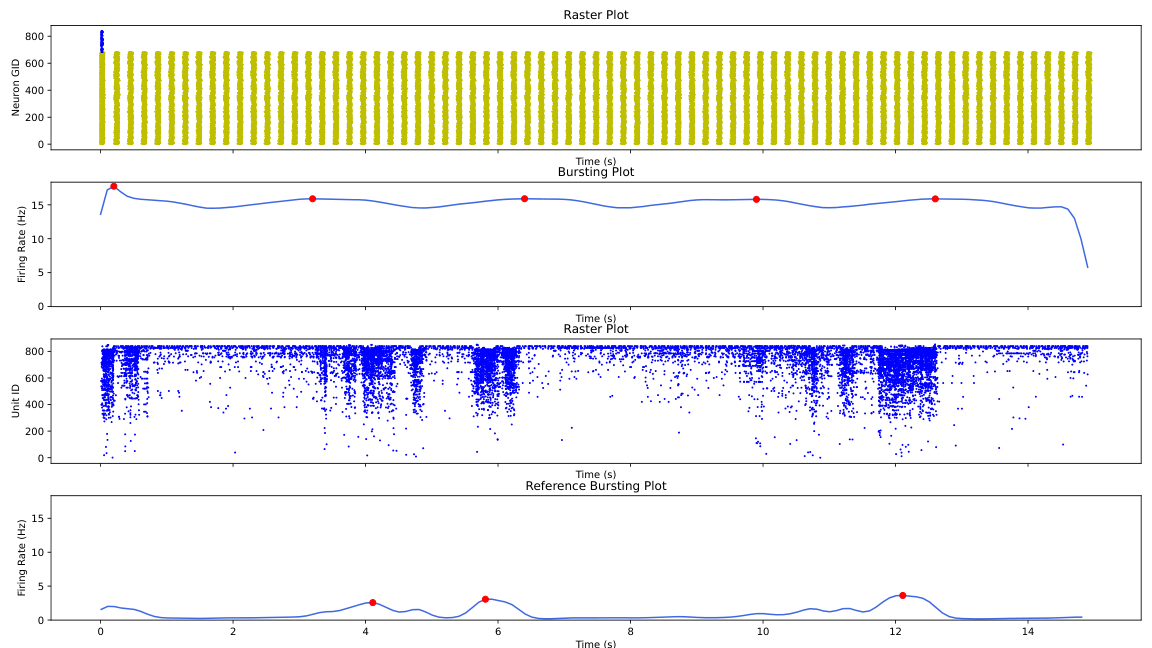 Raster Plot
800
600
400
200
0
Neuron GID
Time (s)
Bursting Plot
15
10
5
0
Firing Rate (Hz)
Time (s)
Raster Plot
800
600
400
200
0
Unit ID
Time (s)
Reference Bursting Plot
15
10
5
0
Firing Rate (Hz)
0 2 4 6 8 10 12 14
Time (s)